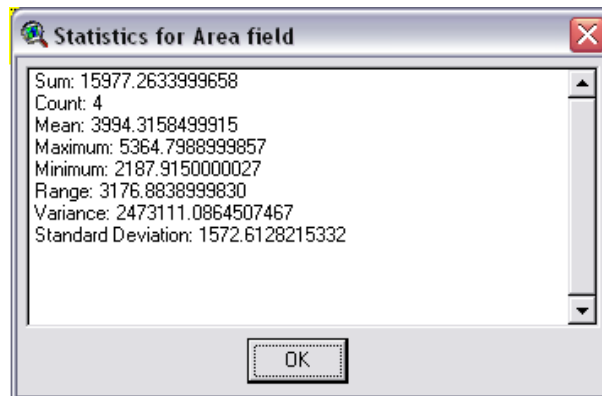 Statistics for Area field
Sum: 15977.2633999658
Count: 4
Mean: 3994.3158499915
Maximum: 5364.7988999857
Minimum: 2187.9150000027
Range: 3176.8838999830
Variance: 2473111.0864507467
Standard Deviation: 1572.6128215332
OK